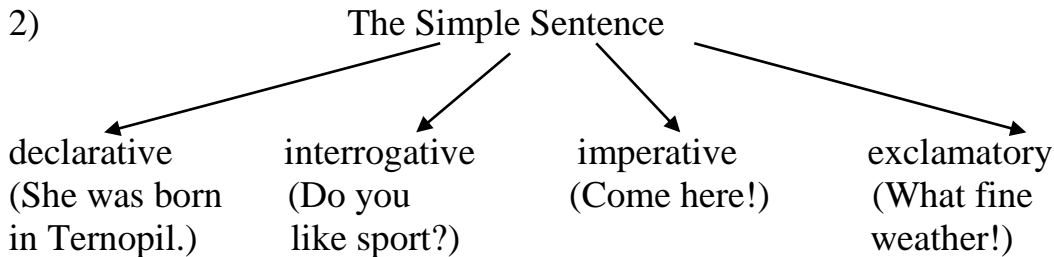 2) The Simple Sentence
declarative interrogative imperative exclamatory
(She was born (Do you (Come here!) (What fine
in Ternopil.) like sport?) weather!)